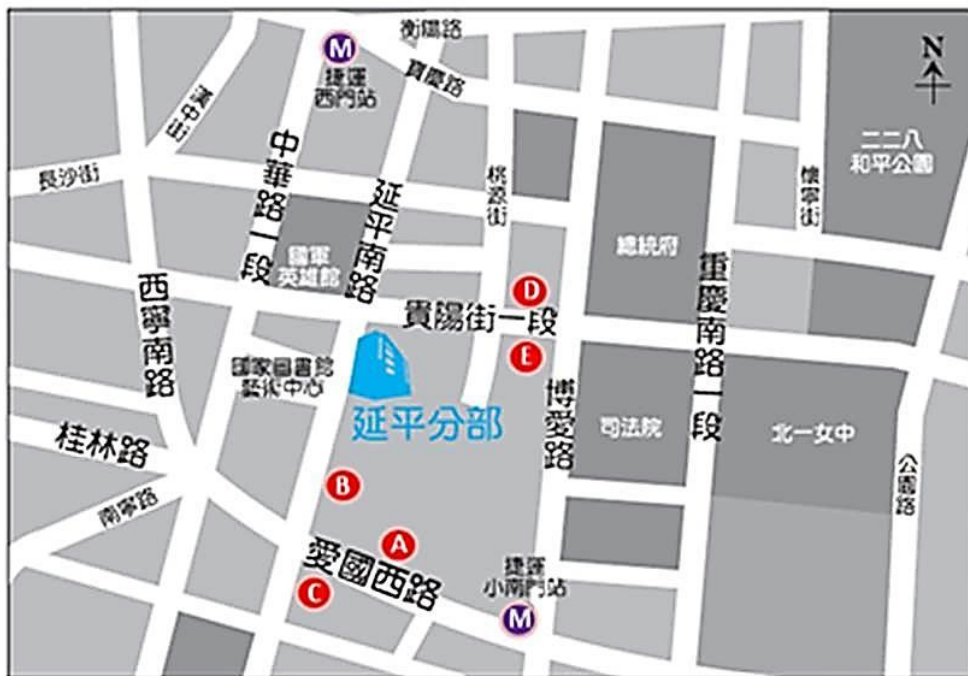 衡陽路
N
M
捷運
西門站
寶慶路
漢中街
二二八
和平公園
長沙街
中華路一段
延平南路
桃源街
懷寧街
國軍
英雄館
總統府
西寧南路
D
重慶南路一段
貴陽街一段
E
國家圖書館
藝術中心
延平分部
博愛路
司法院
北一女中
桂林路
南寧路
B
公園路
A
愛國西路
捷運
小南門站
C
M